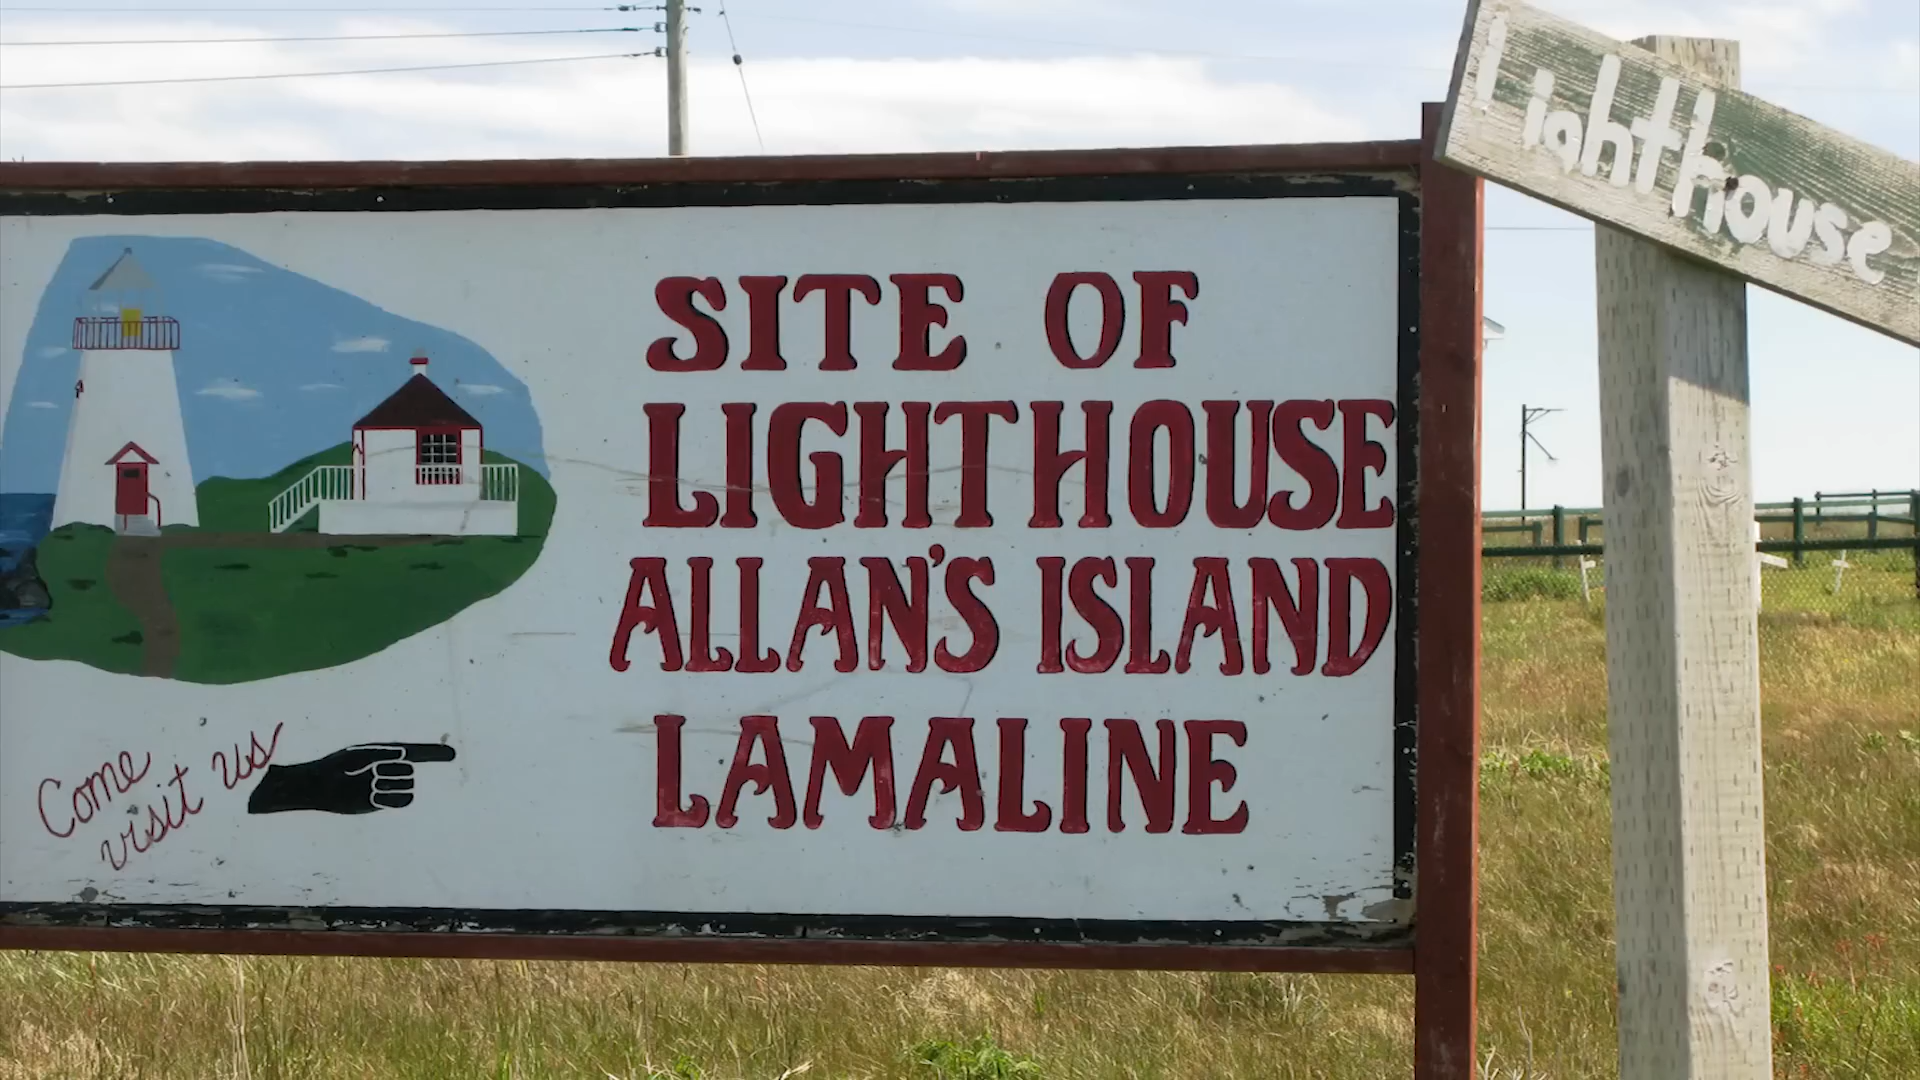 SITE OF
LIGHTHOUSE
ALLAN'S ISLAND
LAMALINE
Come
visit us
Lighthouse